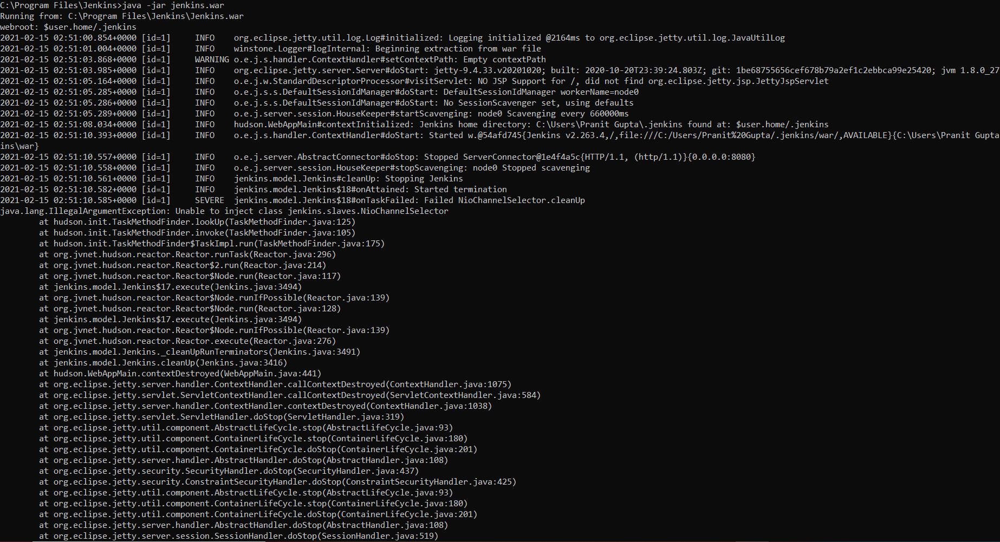 C:\Program Files\Jenkins>java -jar jenkins.war
Running from: C:\Program Files\Jenkins\Jenkins.war
webroot: $user.home/.jenkins
2021-02-15 02:51:00.854+0000 [id=1]     INFO    org.eclipse.jetty.util.log.Log#initialized: Logging initialized @2164ms to org.eclipse.jetty.util.log.JavaUtilLog
2021-02-15 02:51:01.004+0000 [id=1]     INFO    winstone.Logger#logInternal: Beginning extraction from war file
2021-02-15 02:51:03.868+0000 [id=1]     WARNING o.e.j.s.handler.ContextHandler#setContextPath: Empty contextPath
2021-02-15 02:51:03.985+0000 [id=1]     INFO    org.eclipse.jetty.server.Server#doStart: jetty-9.4.33.v20201020; built: 2020-10-20T23:39:24.803Z; git: 1be68755656cef678b79a2ef1c2ebbca99e25420; jvm 1.8.0_27
2021-02-15 02:51:05.164+0000 [id=1]     INFO    o.e.j.w.StandardDescriptorProcessor#visitServlet: NO JSP Support for /, did not find org.eclipse.jetty.jsp.JettyJspServlet
2021-02-15 02:51:05.285+0000 [id=1]     INFO    o.e.j.s.s.DefaultSessionIdManager#doStart: DefaultSessionIdManager workerName=node0
2021-02-15 02:51:05.286+0000 [id=1]     INFO    o.e.j.s.s.DefaultSessionIdManager#doStart: No SessionScavenger set, using defaults
2021-02-15 02:51:05.289+0000 [id=1]     INFO    o.e.j.server.session.HouseKeeper#startScavenging: node0 Scavenging every 660000ms
2021-02-15 02:51:08.034+0000 [id=1]     INFO    hudson.WebAppMain#contextInitialized: Jenkins home directory: C:\Users\Pranit Gupta\.jenkins found at: $user.home/.jenkins
2021-02-15 02:51:10.393+0000 [id=1]     INFO    o.e.j.s.handler.ContextHandler#doStart: Started w.@54afd745{Jenkins v2.263.4,/,file:///C:/Users/Pranit%20Gupta/.jenkins/war/,AVAILABLE}{C:\Users\Pranit Gupta
ins\war}
2021-02-15 02:51:10.557+0000 [id=1]     INFO    o.e.j.server.AbstractConnector#doStop: Stopped ServerConnector@1e4f4a5c{HTTP/1.1, (http/1.1)}{0.0.0.0:8080}
2021-02-15 02:51:10.558+0000 [id=1]     INFO    o.e.j.server.session.HouseKeeper#stopScavenging: node0 Stopped scavenging
2021-02-15 02:51:10.561+0000 [id=1]     INFO    jenkins.model.Jenkins#cleanUp: Stopping Jenkins
2021-02-15 02:51:10.582+0000 [id=1]     INFO    jenkins.model.Jenkins$18#onAttained: Started termination
2021-02-15 02:51:10.585+0000 [id=1]     SEVERE  jenkins.model.Jenkins$18#onTaskFailed: Failed NioChannelSelector.cleanUp
java.lang.IllegalArgumentException: Unable to inject class jenkins.slaves.NioChannelSelector
        at hudson.init.TaskMethodFinder.lookUp(TaskMethodFinder.java:125)
        at hudson.init.TaskMethodFinder.invoke(TaskMethodFinder.java:105)
        at hudson.init.TaskMethodFinder$TaskImpl.run(TaskMethodFinder.java:175)
        at org.jvnet.hudson.reactor.Reactor.runTask(Reactor.java:296)
        at org.jvnet.hudson.reactor.Reactor$2.run(Reactor.java:214)
        at org.jvnet.hudson.reactor.Reactor$Node.run(Reactor.java:117)
        at jenkins.model.Jenkins$17.execute(Jenkins.java:3494)
        at org.jvnet.hudson.reactor.Reactor$Node.runIfPossible(Reactor.java:139)
        at org.jvnet.hudson.reactor.Reactor$Node.run(Reactor.java:128)
        at jenkins.model.Jenkins$17.execute(Jenkins.java:3494)
        at org.jvnet.hudson.reactor.Reactor$Node.runIfPossible(Reactor.java:139)
        at org.jvnet.hudson.reactor.Reactor.execute(Reactor.java:276)
        at jenkins.model.Jenkins._cleanUpRunTerminators(Jenkins.java:3491)
        at jenkins.model.Jenkins.cleanUp(Jenkins.java:3416)
        at hudson.WebAppMain.contextDestroyed(WebAppMain.java:441)
        at org.eclipse.jetty.server.handler.ContextHandler.callContextDestroyed(ContextHandler.java:1075)
        at org.eclipse.jetty.servlet.ServletContextHandler.callContextDestroyed(ServletContextHandler.java:584)
        at org.eclipse.jetty.server.handler.ContextHandler.contextDestroyed(ContextHandler.java:1038)
        at org.eclipse.jetty.servlet.ServletHandler.doStop(ServletHandler.java:319)
        at org.eclipse.jetty.util.component.AbstractLifeCycle.stop(AbstractLifeCycle.java:93)
        at org.eclipse.jetty.util.component.ContainerLifeCycle.stop(ContainerLifeCycle.java:180)
        at org.eclipse.jetty.util.component.ContainerLifeCycle.doStop(ContainerLifeCycle.java:201)
        at org.eclipse.jetty.server.handler.AbstractHandler.doStop(AbstractHandler.java:108)
        at org.eclipse.jetty.security.SecurityHandler.doStop(SecurityHandler.java:437)
        at org.eclipse.jetty.security.ConstraintSecurityHandler.doStop(ConstraintSecurityHandler.java:425)
        at org.eclipse.jetty.util.component.AbstractLifeCycle.stop(AbstractLifeCycle.java:93)
        at org.eclipse.jetty.util.component.ContainerLifeCycle.stop(ContainerLifeCycle.java:180)
        at org.eclipse.jetty.util.component.ContainerLifeCycle.doStop(ContainerLifeCycle.java:201)
        at org.eclipse.jetty.server.handler.AbstractHandler.doStop(AbstractHandler.java:108)
        at org.eclipse.jetty.server.session.SessionHandler.doStop(SessionHandler.java:519)